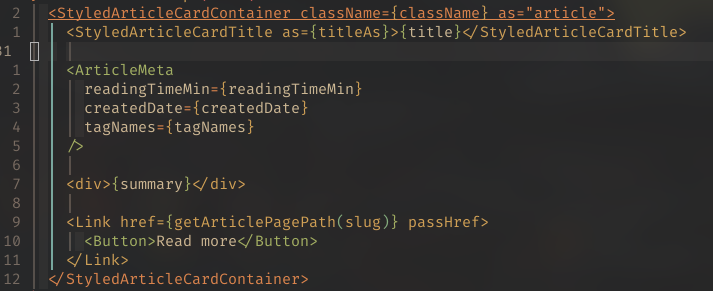 2 <StyledArticleCardContainer className={className} as="article">
1 <StyledArticleCardTitle as={titleAs}>{title}</StyledArticleCardTitle>
31
1 <ArticleMeta
2 readingTimeMin={readingTimeMin}
3 createdDate={createdDate}
4 tagNames={tagNames}
5 />
6
7 <div>{summary}</div>
8
9 <Link href={getArticlePagePath(slug)} passHref>
10 <Button>Read more</Button>
11 </Link>
12 </StyledArticleCardContainer>